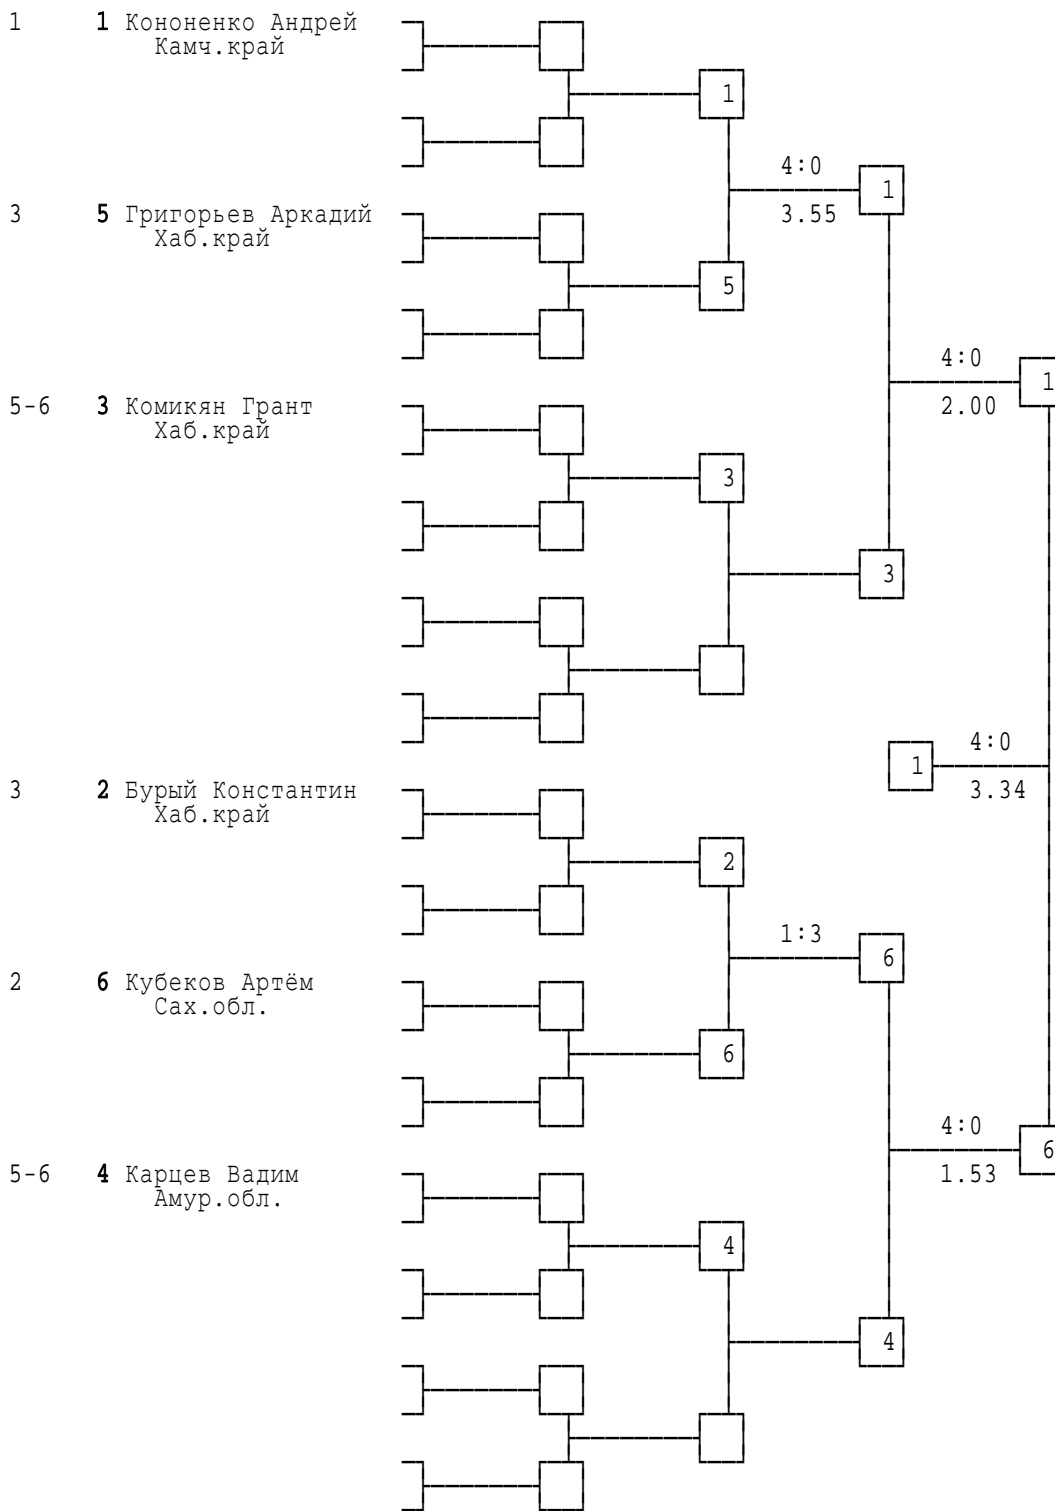 1 1 Кононенко Андрей
Камч.край
1
4:0
1
3.55
3 5 Григорьев Аркадий
Хаб.край
5
4:0
1
2.00
5-6 3 Комикян Грант
Хаб.край
3
3
4:0
1
3.34
3 2 Бурый Константин
Хаб.край
2
1:3
6
2 6 Кубеков Артём
Сах.обл.
6
4:0
6
1.53
5-6 4 Карцев Вадим
Амур.обл.
4
4